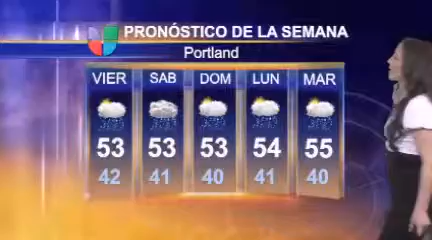 PRONÓSTICO DE LA SEMANA
Portland
VIER SAB DOM LUN MAR
53 53 53 54 55
42 41 40 41 40